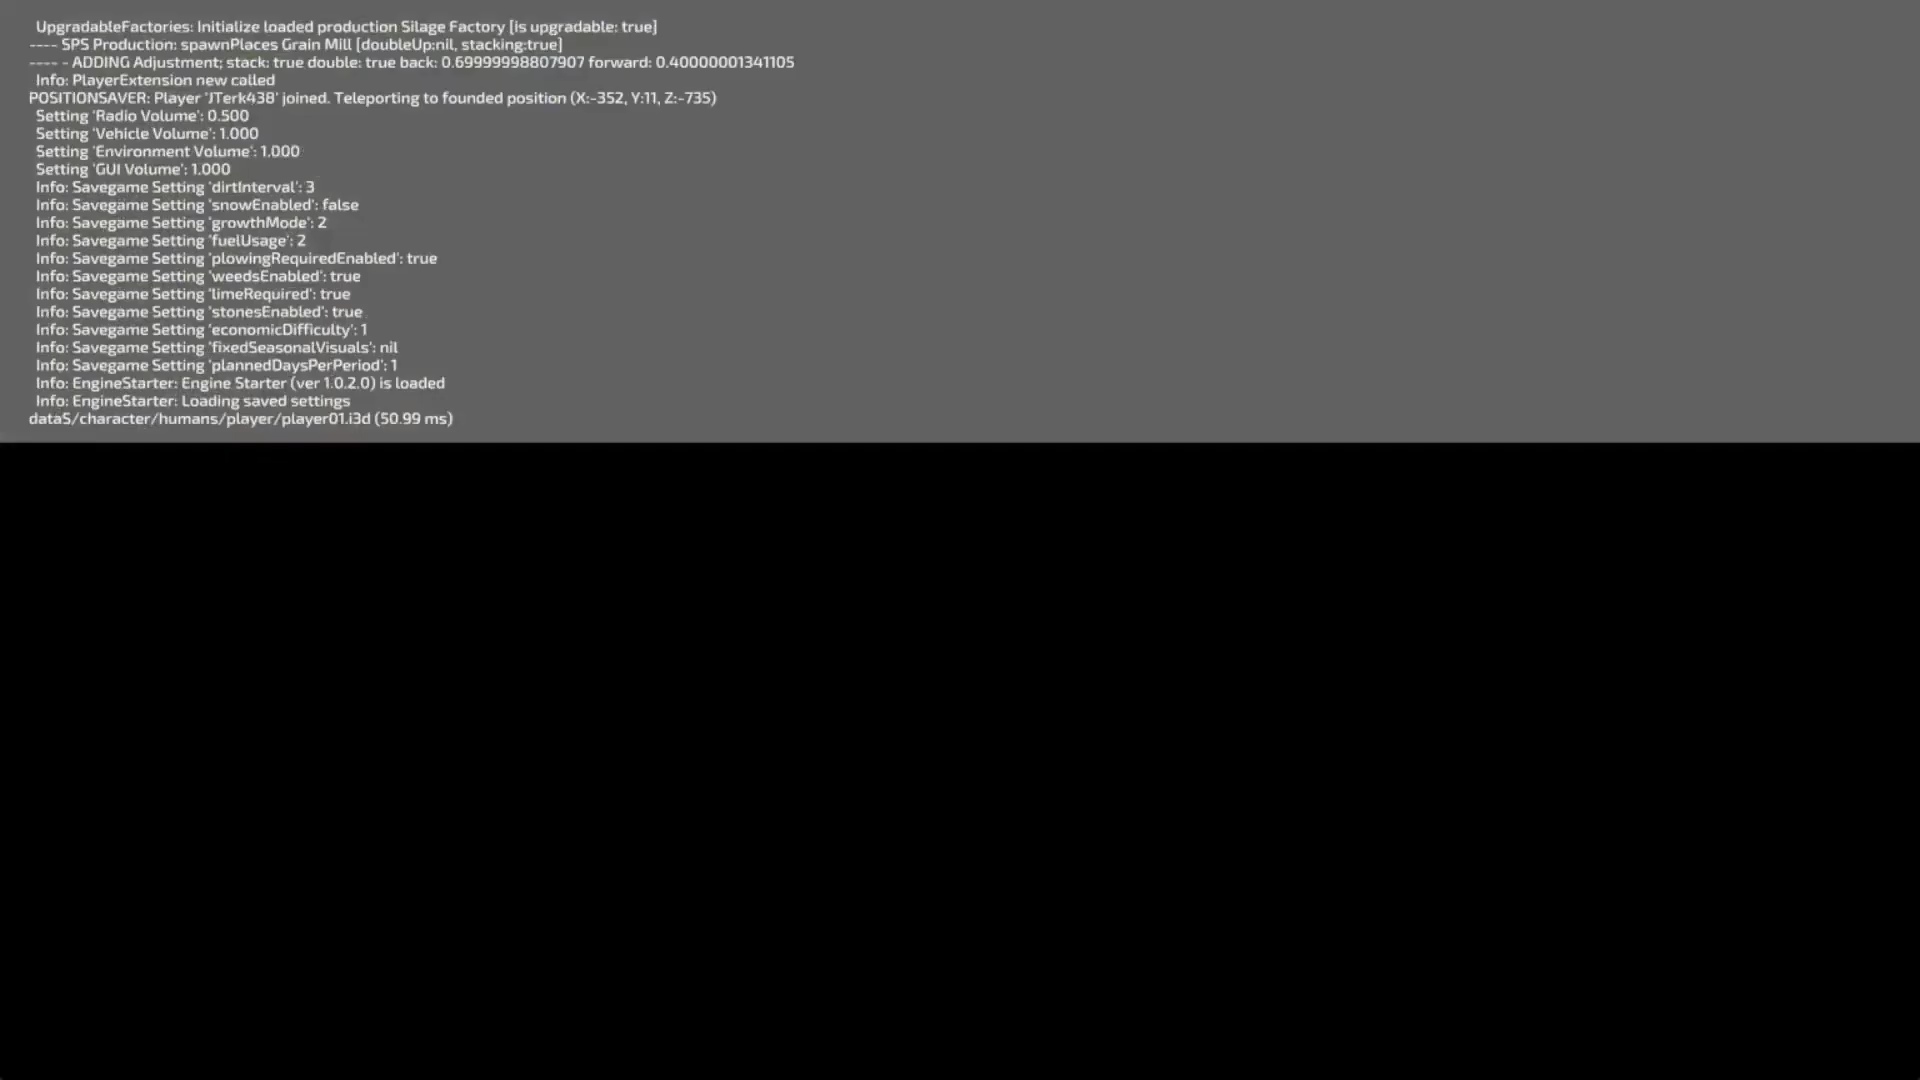 UpgradableFactories: Initialize loaded production Silage Factory [is upgradable: true]
---- SPS Production: spawnPlaces Grain Mill [doubleUp:nil, stacking:true]
---- - ADDING Adjustment; stack: true double: true back: 0.69999998807907 forward: 0.40000001341105
Info: PlayerExtension new called
POSITIONSAVER: Player 'JTerk438' joined. Teleporting to founded position (X:-352, Y:11, Z:-735)
Setting 'Radio Volume': 0.500
Setting 'Vehicle Volume': 1.000
Setting 'Environment Volume': 1.000
Setting 'GUI Volume': 1.000
Info: Savegame Setting 'dirtInterval': 3
Info: Savegame Setting 'snowEnabled': false
Info: Savegame Setting 'growthMode': 2
Info: Savegame Setting 'fuelUsage': 2
Info: Savegame Setting 'plowingRequiredEnabled': true
Info: Savegame Setting 'weedsEnabled': true
Info: Savegame Setting 'limeRequired': true
Info: Savegame Setting 'stonesEnabled': true
Info: Savegame Setting 'economicDifficulty': 1
Info: Savegame Setting 'fixedSeasonalVisuals': nil
Info: Savegame Setting 'plannedDaysPerPeriod': 1
Info: EngineStarter: Engine Starter (ver 1.0.2.0) is loaded
Info: EngineStarter: Loading saved settings
dataS/character/humans/player/player01.i3d (50.99 ms)